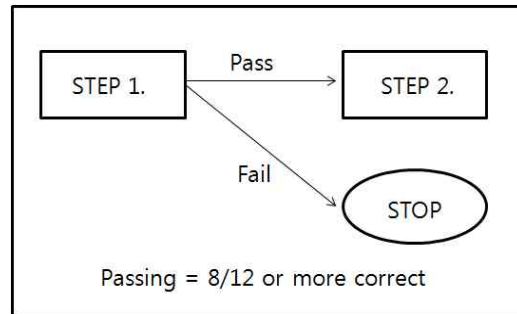 Pass
STEP 1.
STEP 2.
Fail
STOP
Passing = 8/12 or more correct